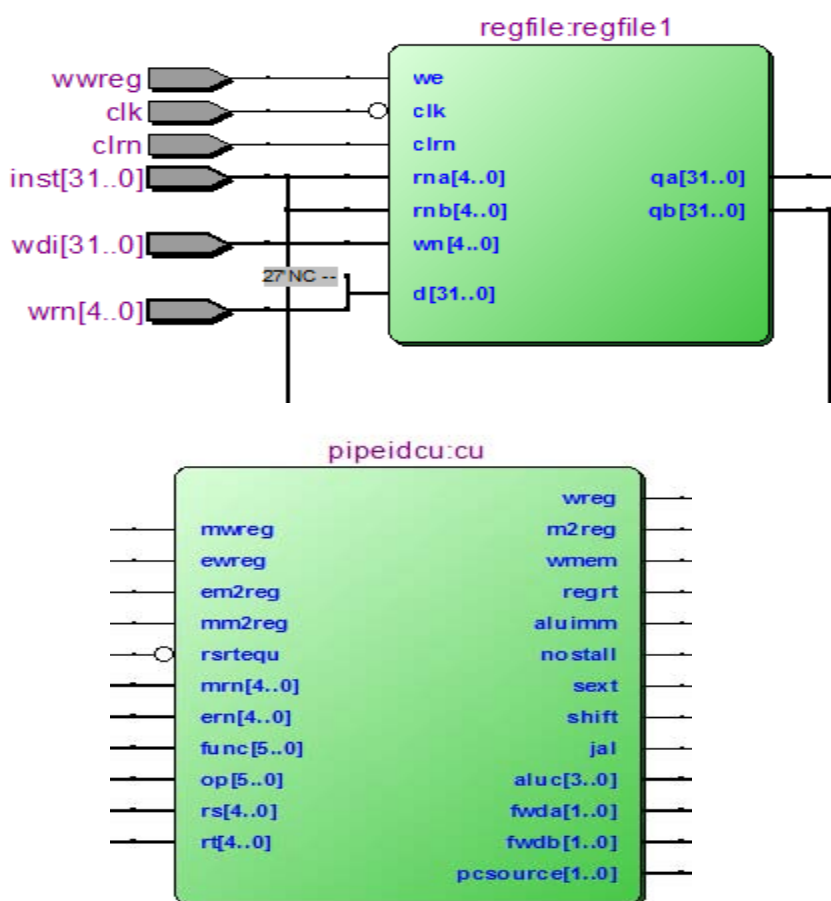 regfile:regfile1
wwreg we
clk clk
clrn clrn
inst[31..0] rna[4..0] qa[31..0]
rnb[4..0] qb[31..0]
wdi[31..0] wn[4..0]
27'NC --
d[31..0]
wrn[4..0]
pipeidcu:cu
wreg
mwreg m2reg
ewreg wmem
em2reg regrt
mm2reg aluimm
rsrtequ nostall
mrn[4..0] sext
ern[4..0] shift
func[5..0] jal
op[5..0] aluc[3..0]
rs[4..0] fwda[1..0]
rt[4..0] fwdb[1..0]
pcsource[1..0]